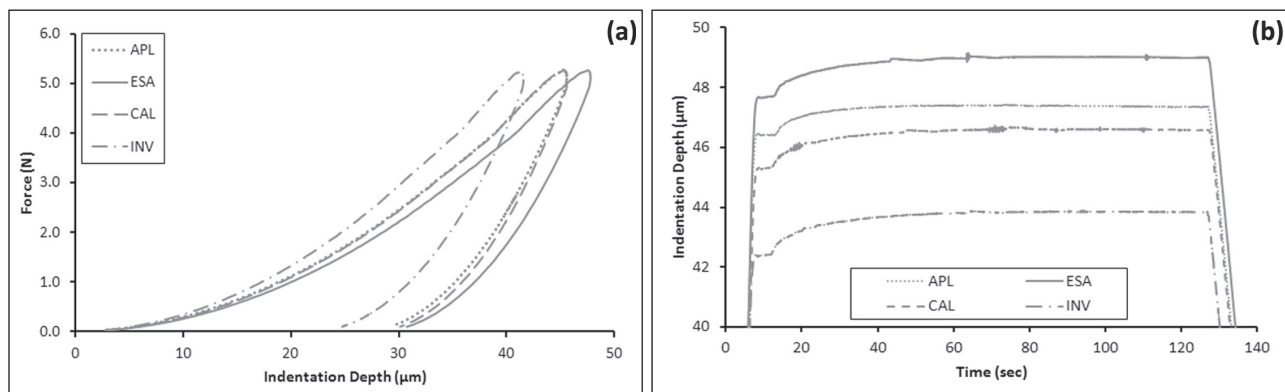 (a)
6.0
5.0
4.0
3.0
2.0
1.0
0.0
Force (N)
APL
ESA
CAL
INV
0 10 20 30 40 50
Indentation Depth (μm)
(b)
50
48
46
44
42
40
Indentation Depth (μm)
APL ESA
CAL INV
0 20 40 60 80 100 120 140
Time (sec)